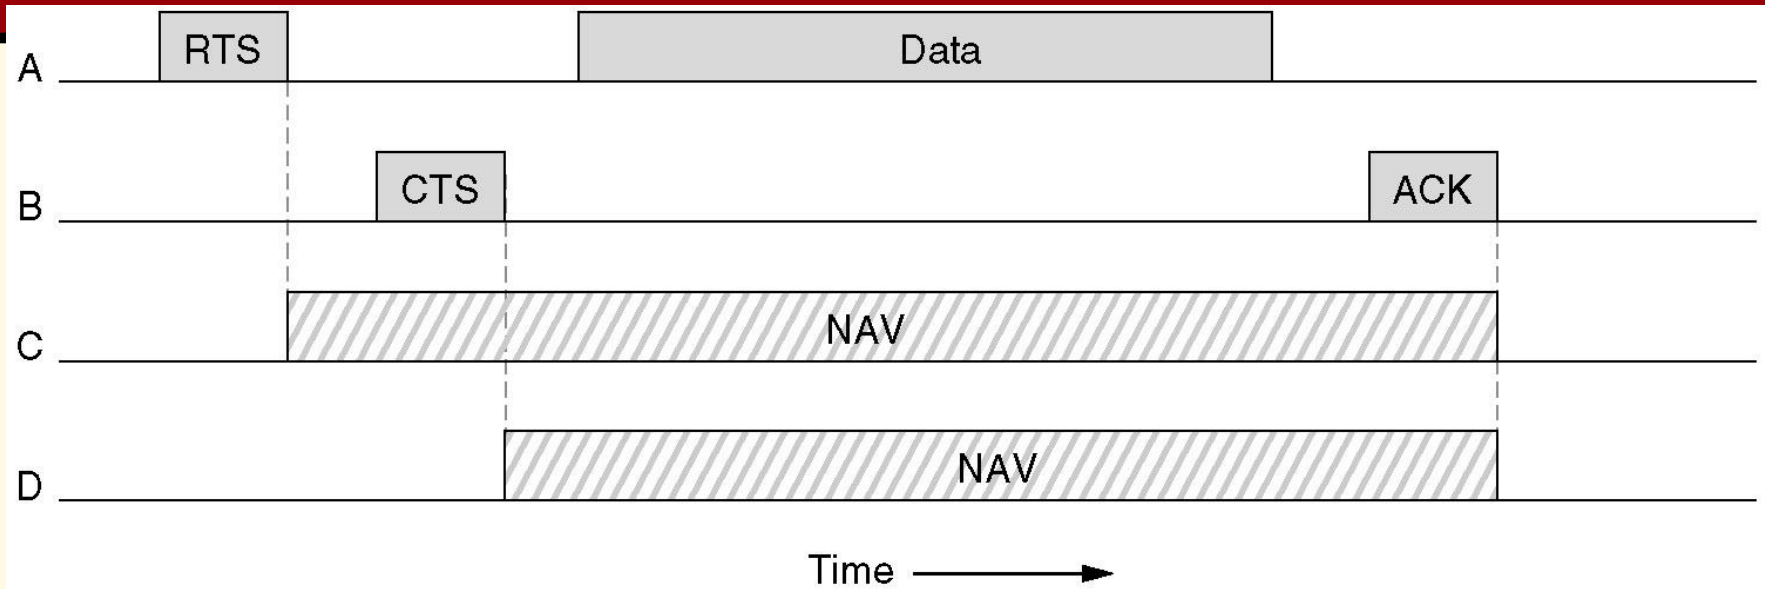 A RTS Data
B CTS ACK
C NAV
D NAV
Time